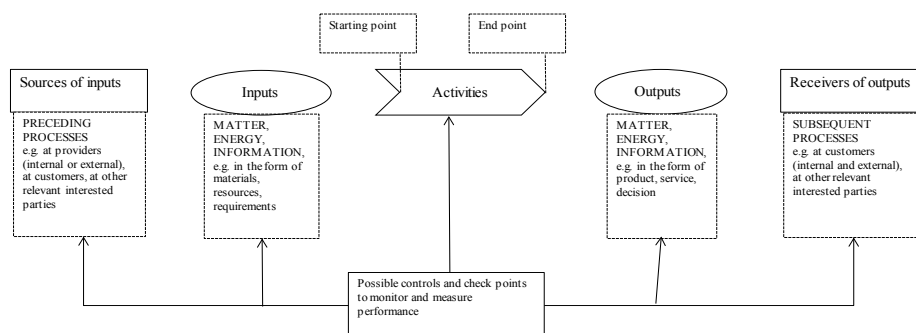 Starting point
End point
Sources of inputs
Inputs
Activities
Outputs
Receivers of outputs
PRECEDING
PROCESSES
e.g. at providers
(internal or external),
at customers, at other
relevant interested
parties
MATTER,
ENERGY,
INFORMATION,
e.g. in the form of
materials,
resources,
requirements
MATTER,
ENERGY,
INFORMATION,
e.g. in the form of
product, service,
decision
SUBSEQUENT
PROCESSES
e.g. at customers
(internal and external),
at other relevant
interested parties
Possible controls and check points
to monitor and measure
performance